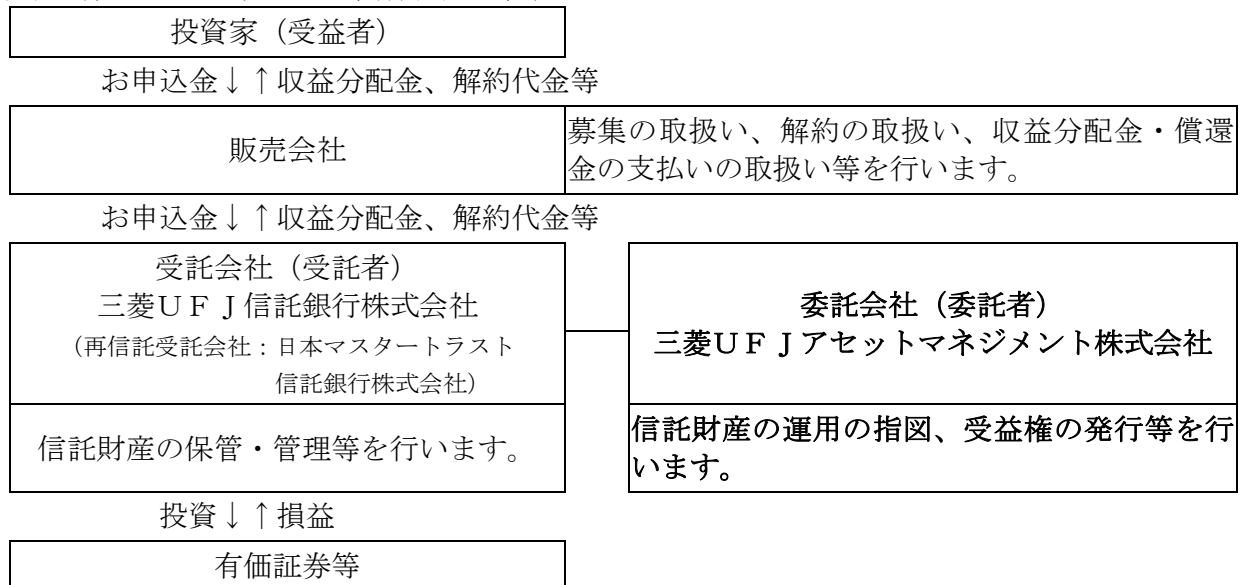 投資家（受益者）
お申込金↓↑収益分配金、解約代金等
販売会社
募集の取扱い、解約の取扱い、収益分配金・償還
金の支払いの取扱い等を行います。
お申込金↓↑収益分配金、解約代金等
受託会社（受託者）
三菱ＵＦＪ信託銀行株式会社
（再信託受託会社：日本マスタートラスト
信託銀行株式会社）
信託財産の保管・管理等を行います。
委託会社（委託者）
三菱ＵＦＪアセットマネジメント株式会社
信託財産の運用の指図、受益権の発行等を行
います。
投資↓↑損益
有価証券等